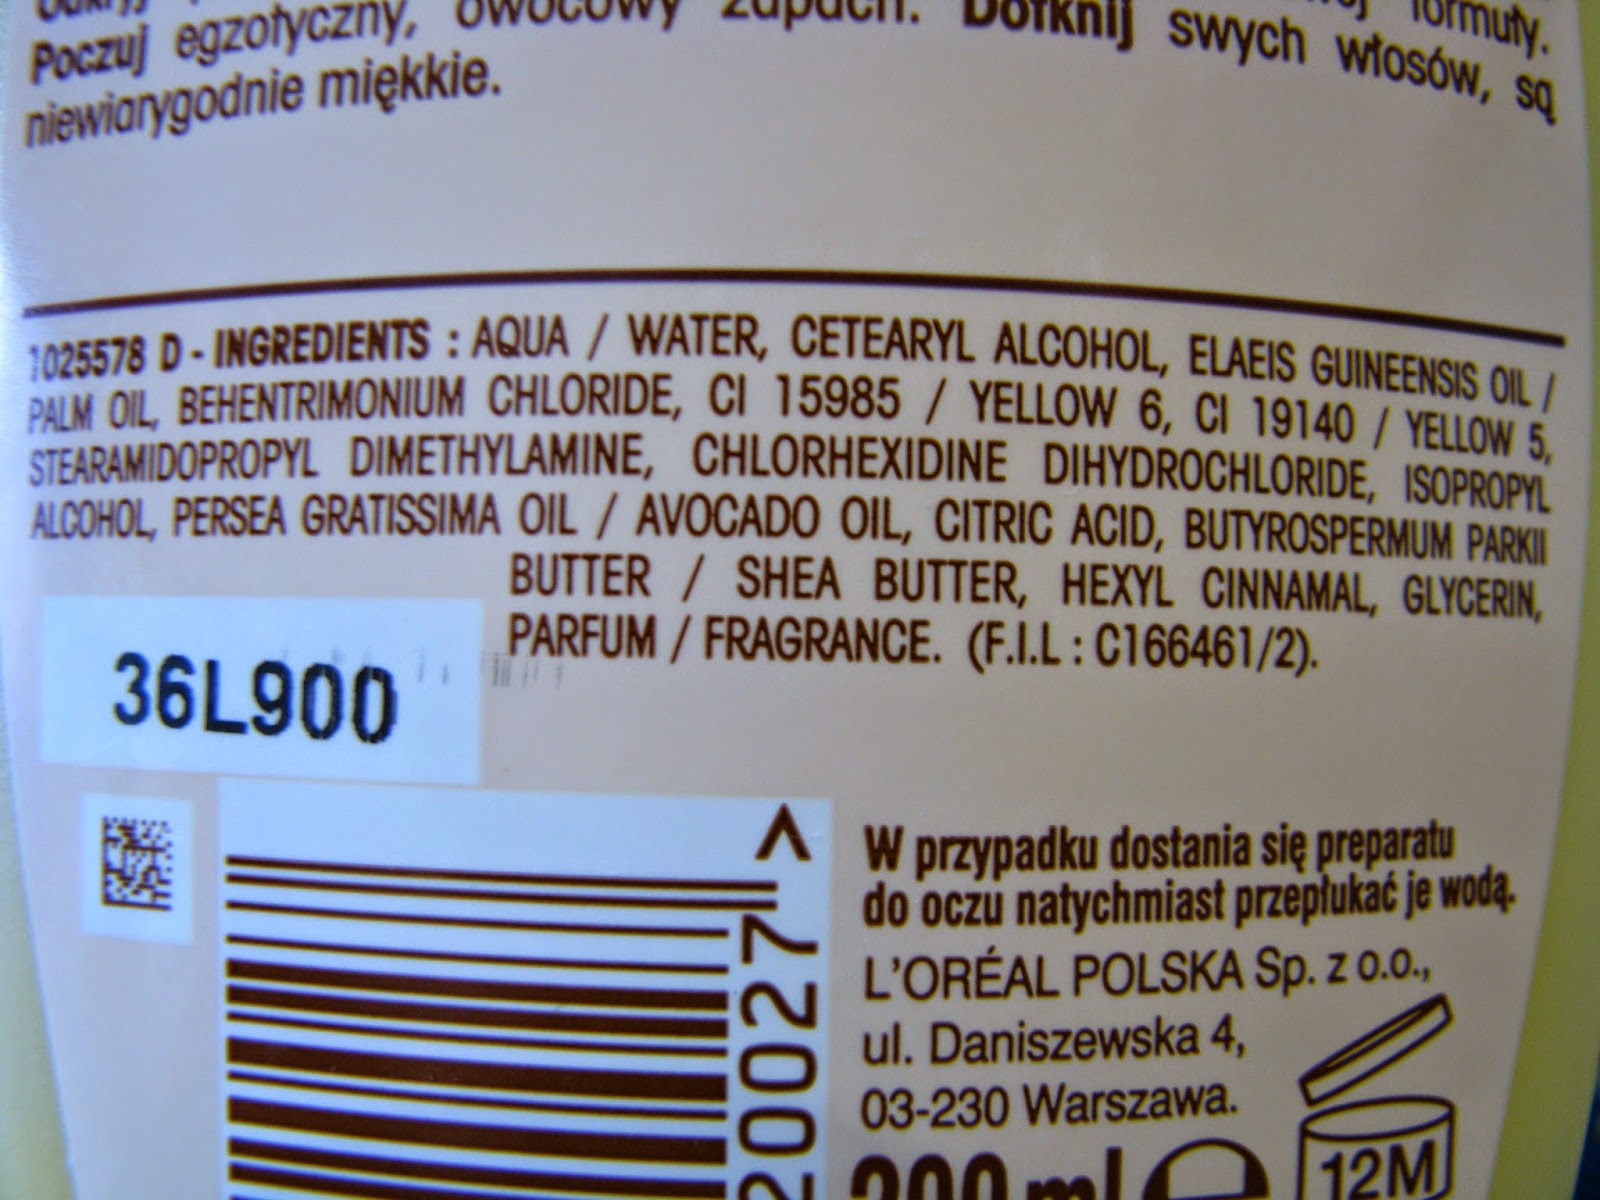 Poczuj egzotyczny, owocowy zapach. Dotknij swych włosów, są
niewiarygodnie miękkie.
formuły.
1025578 D - INGREDIENTS : AQUA / WATER, CETEARYL ALCOHOL, ELAEIS GUINEENSIS OIL /
PALM OIL, BEHENTRIMONIUM CHLORIDE, CI 15985 / YELLOW 6, CI 19140 / YELLOW 5,
STEARAMIDOPROPYL DIMETHYLAMINE, CHLORHEXIDINE DIHYDROCHLORIDE, ISOPROPYL
ALCOHOL, PERSEA GRATISSIMA OIL / AVOCADO OIL, CITRIC ACID, BUTYROSPERMUM PARKII
BUTTER / SHEA BUTTER, HEXYL CINNAMAL, GLYCERIN,
PARFUM / FRAGRANCE. (F.I.L : C166461/2).
36L900
20027 >
W przypadku dostania się preparatu
do oczu natychmiast przepłukać je wodą.
L'ORÉAL POLSKA Sp. z o.o.,
ul. Daniszewska 4,
03-230 Warszawa.
200 ml e
12M